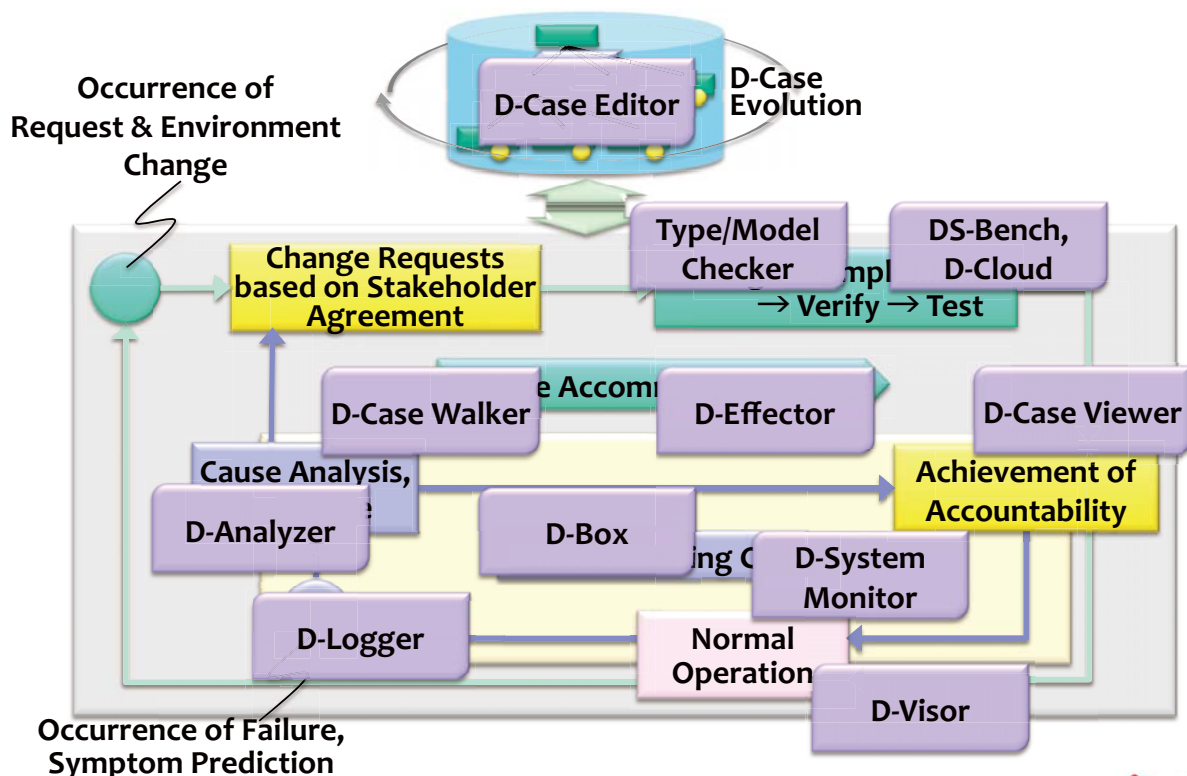 Occurrence of
Request & Environment
Change
D-Case Editor
D-Case
Evolution
Type/Model
Checker
DS-Bench,
D-Cloud
Change Requests
based on Stakeholder
Agreement
→ Verify → Test
D-Case Walker
D-Effector
D-Case Viewer
Cause Analysis,
Achievement of
Accountability
D-Analyzer
D-Box
D-System
Monitor
D-Logger
Normal
Operation
D-Visor
Occurrence of Failure,
Symptom Prediction